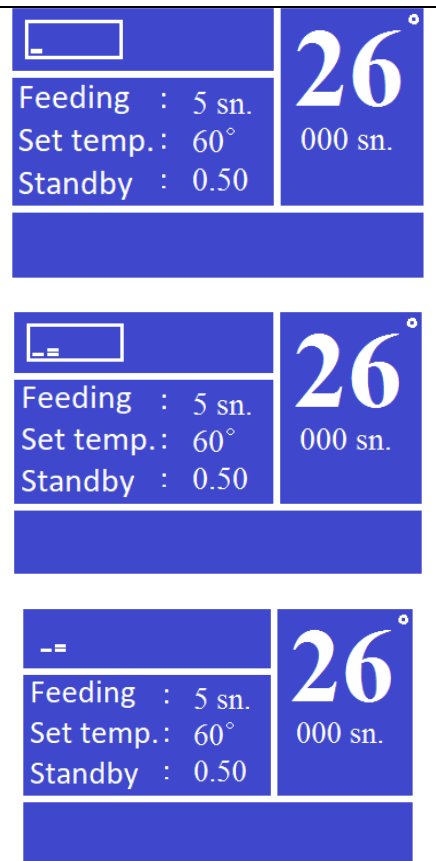 26°
Feeding : 5 sn.
Set temp. : 60°
000 sn.
Standby : 0.50
26°
Feeding : 5 sn.
Set temp. : 60°
000 sn.
Standby : 0.50
26°
Feeding : 5 sn.
Set temp. : 60°
000 sn.
Standby : 0.50